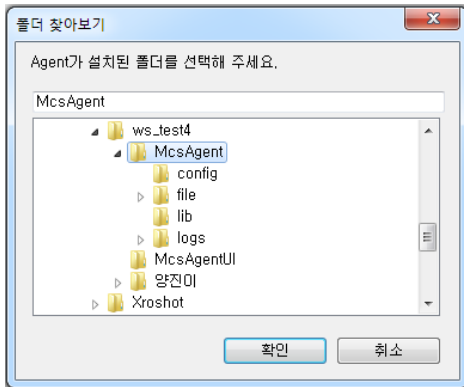 폴더 찾아보기
Agent가 설치된 폴더를 선택해 주세요.
McsAgent
ws_test4
McsAgent
config
file
lib
logs
McsAgentUI
양진이
Xroshot
확인
취소